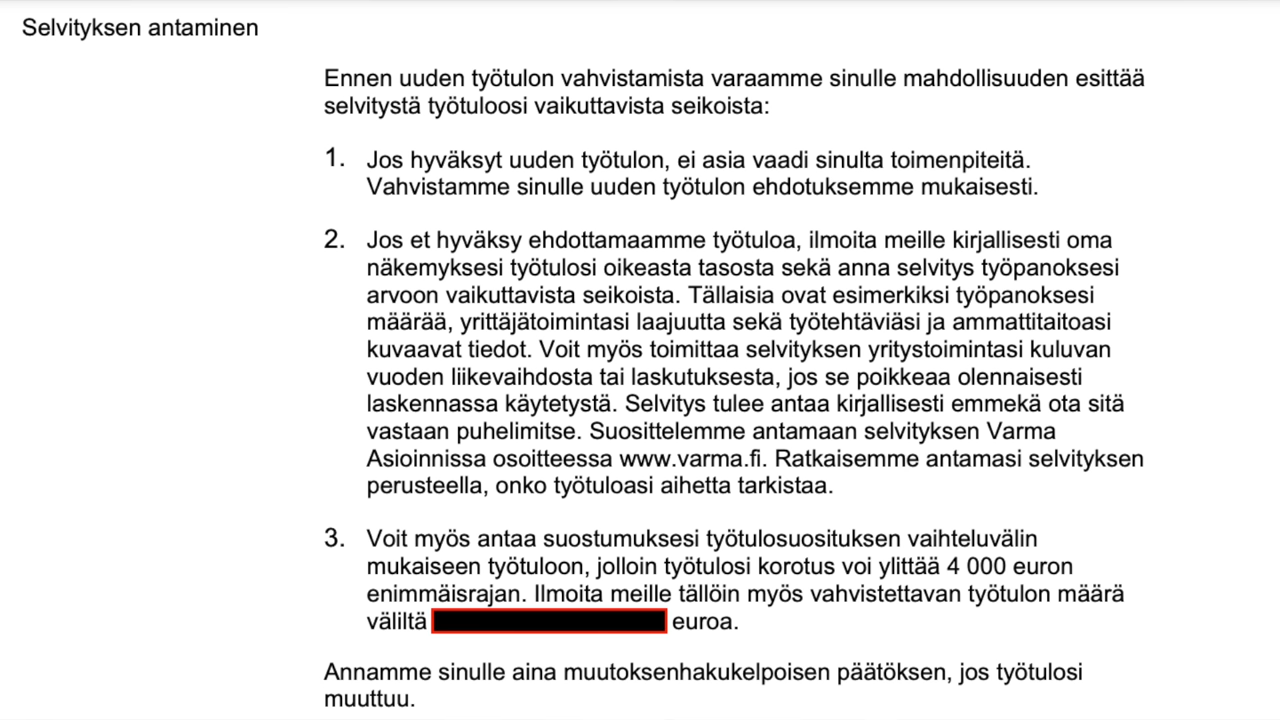 Selvityksen antaminen
Ennen uuden työtulon vahvistamista varaamme sinulle mahdollisuuden esittää
selvitystä työtuloosi vaikuttavista seikoista:
1. Jos hyväksyt uuden työtulon, ei asia vaadi sinulta toimenpiteitä.
Vahvistamme sinulle uuden työtulon ehdotuksemme mukaisesti.
2. Jos et hyväksy ehdottamaamme työtuloa, ilmoita meille kirjallisesti oma
näkemyksesi työtulosi oikeasta tasosta sekä anna selvitys työpanoksesi
arvoon vaikuttavista seikoista. Tällaisia ovat esimerkiksi työpanoksesi
määrää, yrittäjätoimintasi laajuutta sekä työtehtäviäsi ja ammattitaitoasi
kuvaavat tiedot. Voit myös toimittaa selvityksen yritystoimintasi kuluvan
vuoden liikevaihdosta tai laskutuksesta, jos se poikkeaa olennaisesti
laskennassa käytetystä. Selvitys tulee antaa kirjallisesti emmekä ota sitä
vastaan puhelimitse. Suosittelemme antamaan selvityksen Varma
Asioinnissa osoitteessa www.varma.fi. Ratkaisemme antamasi selvityksen
perusteella, onko työtuloasi aihetta tarkistaa.
3. Voit myös antaa suostumuksesi työtulosuosituksen vaihteluvälin
mukaiseen työtuloon, jolloin työtulosi korotus voi ylittää 4 000 euron
enimmäisrajan. Ilmoita meille tällöin myös vahvistettavan työtulon määrä
väliltä euroa.
Annamme sinulle aina muutoksenhakukelpoisen päätöksen, jos työtulosi
muuttuu.